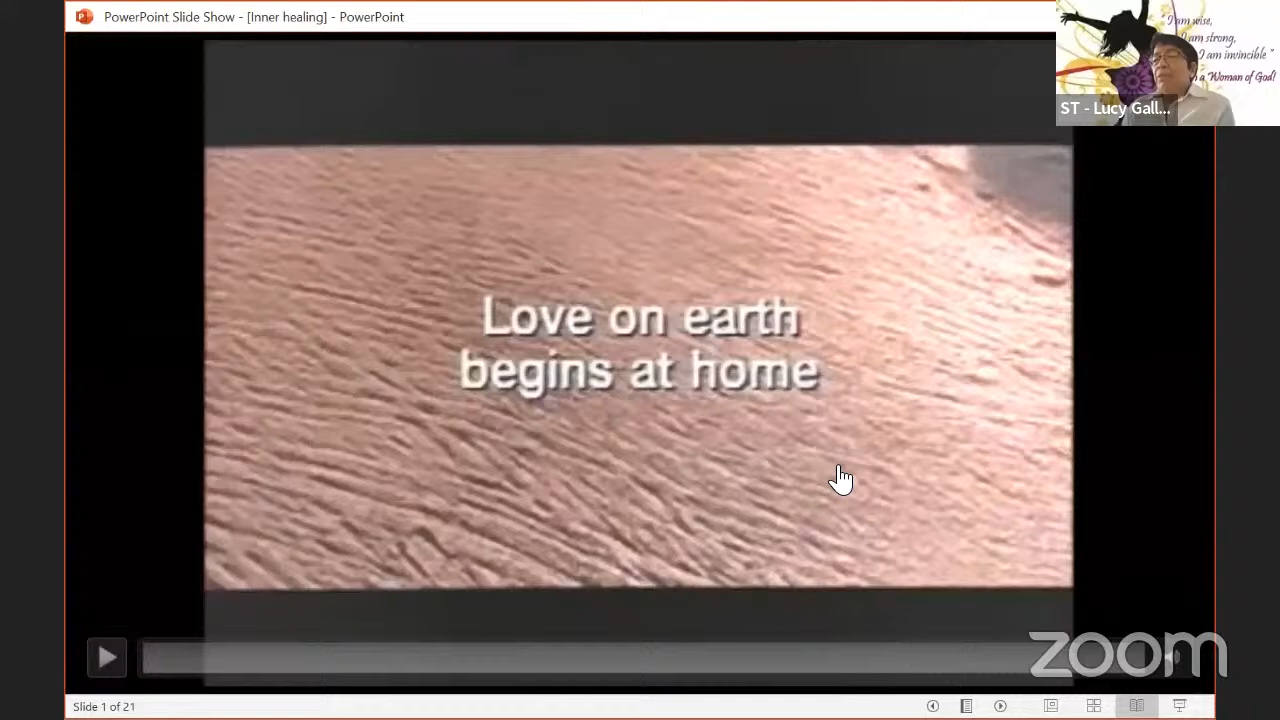 PowerPoint Slide Show - [Inner healing] - PowerPoint
"I am wise,
I am strong,
I am invincible"
a Woman of God!
ST - Lucy Gall...
Love on earth
begins at home
zoom
Slide 1 of 21